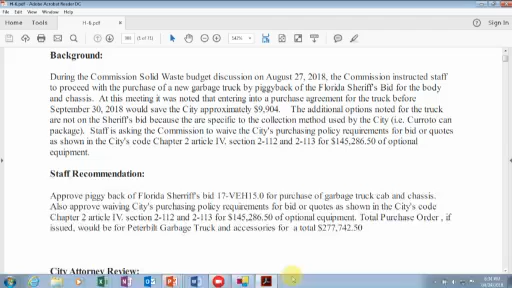 H-6.pdf - Adobe Acrobat Reader DC
File Edit View Window Help
Home Tools H-6.pdf × Sign In
542%
Background:
During the Commission Solid Waste budget discussion on August 27, 2018, the Commission instructed staff
to proceed with the purchase of a new garbage truck by piggyback of the Florida Sheriff's Bid for the body
and chassis. At this meeting it was noted that entering into a purchase agreement for the truck before
September 30, 2018 would save the City approximately $9,904. The additional options noted for the truck
are not on the Sheriff's bid because the are specific to the collection method used by the City (i.e. Curroto can
package). Staff is asking the Commission to waive the City's purchasing policy requirements for bid or quotes
as shown in the City's code Chapter 2 article IV. section 2-112 and 2-113 for $145,286.50 of optional
equipment.
Staff Recommendation:
Approve piggy back of Florida Sherriff's bid 17-VEH15.0 for purchase of garbage truck cab and chassis.
Also approve waiving City's purchasing policy requirements for bid or quotes as shown in the City's code
Chapter 2 article IV. section 2-112 and 2-113 for $145,286.50 of optional equipment. Total Purchase Order , if
issued, would be for Peterbilt Garbage Truck and accessories for a total $277,742.50
City Attorney Review: